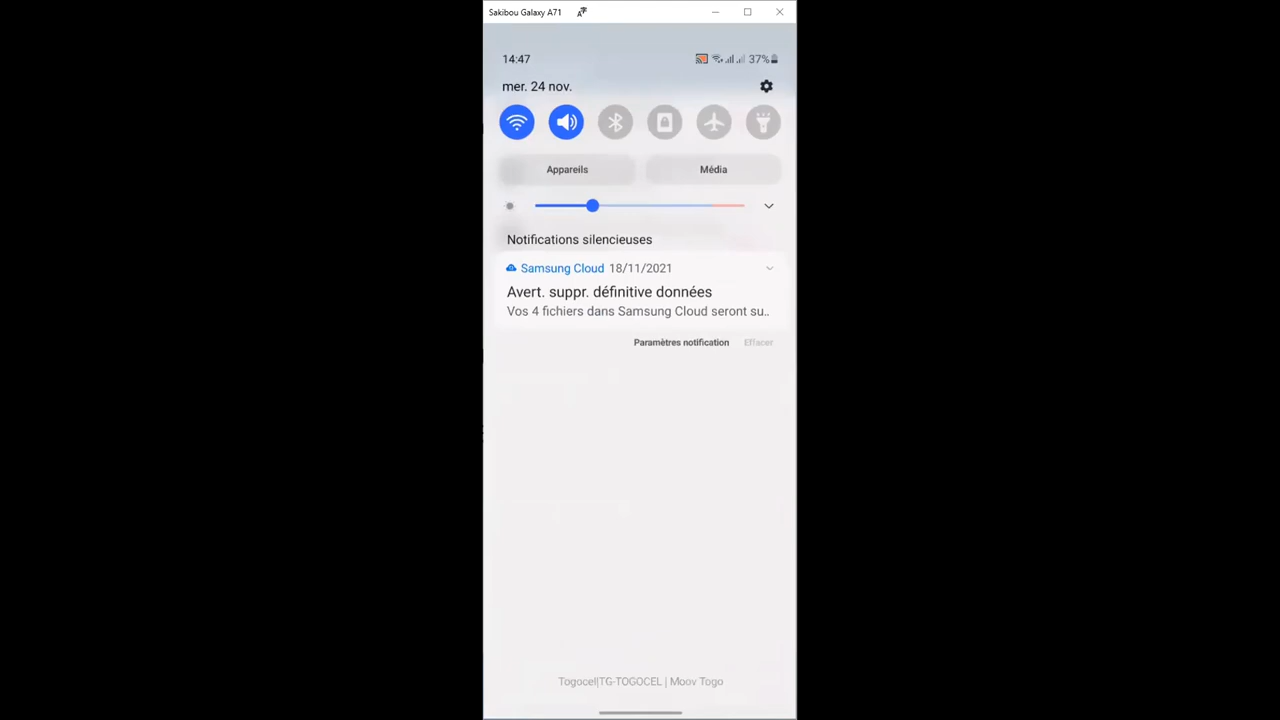 Sakibou Galaxy A71
14:47
37%
mer. 24 nov.
Appareils
Média
Notifications silencieuses
Samsung Cloud 18/11/2021
Avert. suppr. définitive données
Vos 4 fichiers dans Samsung Cloud seront su..
Paramètres notification
Effacer
Togocel|TG-TOGOCEL | Moov Togo